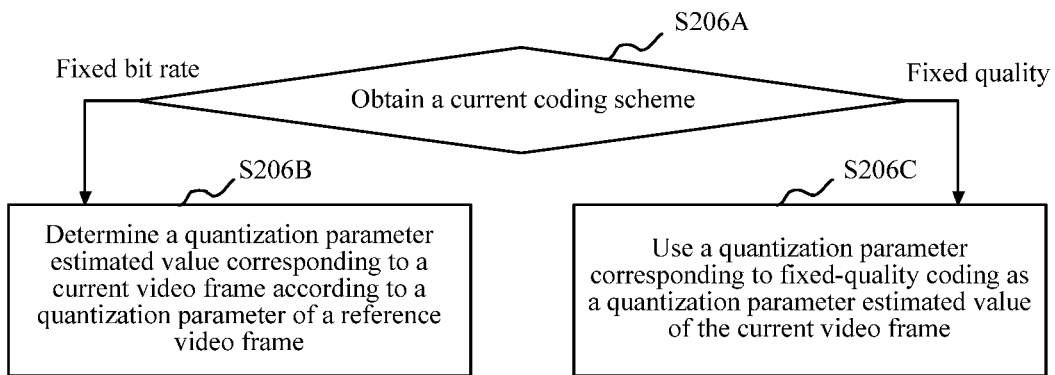 S206A
Fixed bit rate
Fixed quality
Obtain a current coding scheme
S206B
S206C
Determine a quantization parameter
estimated value corresponding to a
current video frame according to a
quantization parameter of a reference
video frame
Use a quantization parameter
corresponding to fixed-quality coding as
a quantization parameter estimated value
of the current video frame